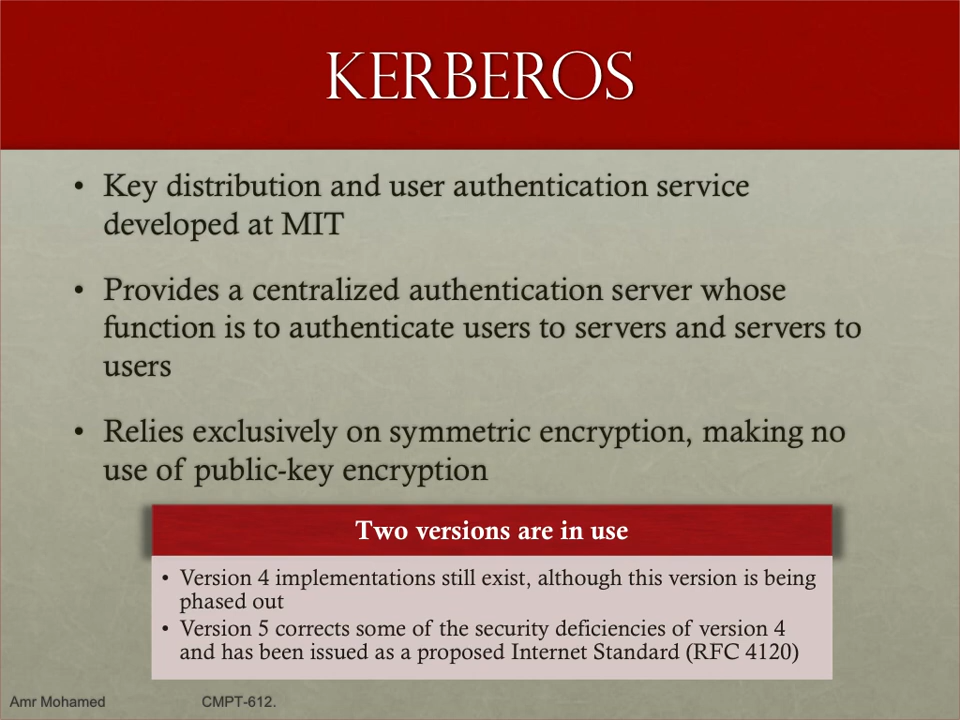 KERBEROS
• Key distribution and user authentication service
developed at MIT
• Provides a centralized authentication server whose
function is to authenticate users to servers and servers to
users
• Relies exclusively on symmetric encryption, making no
use of public-key encryption
Two versions are in use
• Version 4 implementations still exist, although this version is being
phased out
• Version 5 corrects some of the security deficiencies of version 4
and has been issued as a proposed Internet Standard (RFC 4120)
Amr Mohamed CMPT-612.